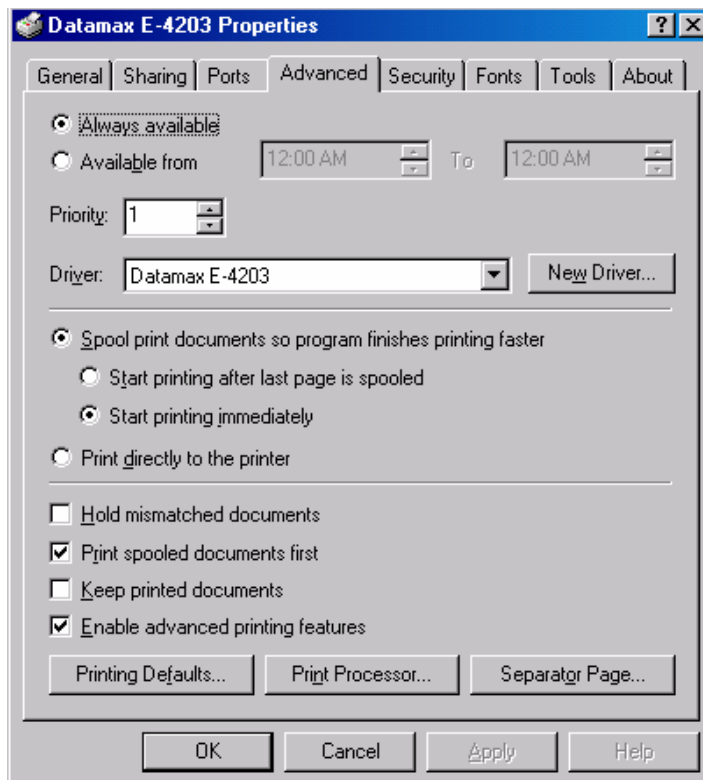 Datamax E-4203 Properties
General Sharing Ports Advanced Security Fonts Tools About
Always available
Available from 12:00 AM To 12:00 AM
Priority: 1
Driver: Datamax E-4203 New Driver...
Spool print documents so program finishes printing faster
Start printing after last page is spooled
Start printing immediately
Print directly to the printer
Hold mismatched documents
Print spooled documents first
Keep printed documents
Enable advanced printing features
Printing Defaults... Print Processor... Separator Page...
OK Cancel Apply Help